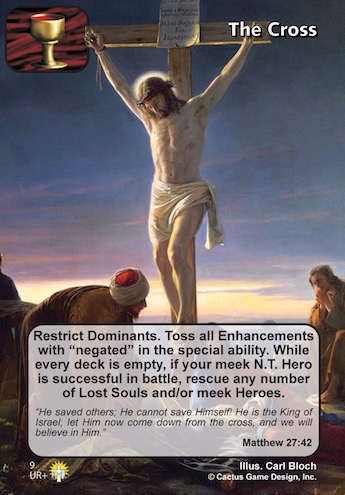 The Cross
Restrict Dominants. Toss all Enhancements
with “negated” in the special ability. While
every deck is empty, if your meek N.T. Hero
is successful in battle, rescue any number
of Lost Souls and/or meek Heroes.
“He saved others; He cannot save Himself! He is the King of
Israel; let Him now come down from the cross, and we will
believe in Him.”
Matthew 27:42
9
UR+
Illus. Carl Bloch
© Cactus Game Design, Inc.